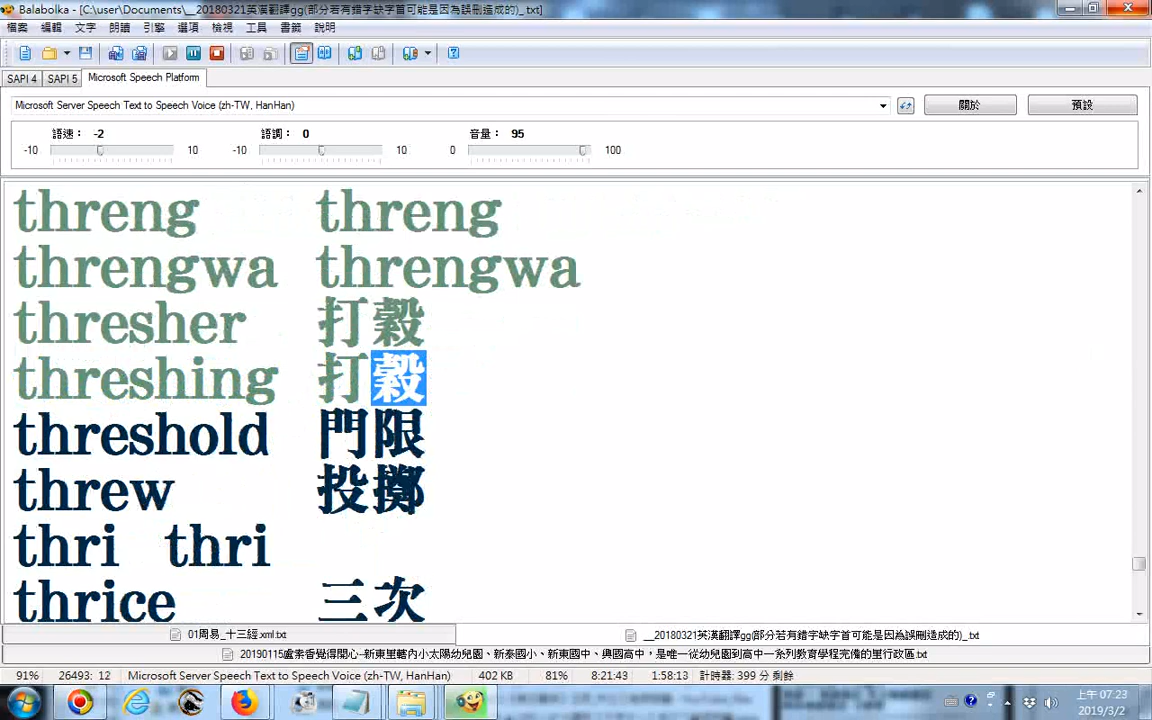 Balabolka - [C:\user\Documents\__20180321英漢翻譯gg(部分若有錯字缺字首可能是因為誤刪造成的)_.txt]
檔案 編輯 文字 朗讀 引擎 選項 檢視 工具 書籤 說明
SAPI 4 SAPI 5 Microsoft Speech Platform
Microsoft Server Speech Text to Speech Voice (zh-TW, HanHan) 關於 預設
語速： -2 語調： 0 音量： 95
-10 10 -10 10 0 100
threng threng
threngwa threngwa
thresher 打穀
threshing 打穀
threshold 門限
threw 投擲
thri thri
thrice 三次
01周易_十三經.xml.txt __20180321英漢翻譯gg(部分若有錯字缺字首可能是因為誤刪造成的)_.txt
20190115盧素香覺得開心--新東里轄內小太陽幼兒園、新泰國小、新東國中、興國高中，是唯一從幼兒園到高中一系列教育學程完備的里行政區.txt
91% 26493: 12 Microsoft Server Speech Text to Speech Voice (zh-TW, HanHan) 402 KB 81% 8:21:43 1:58:13 計時器: 399 分 剩餘
上午 07:23
2019/3/2